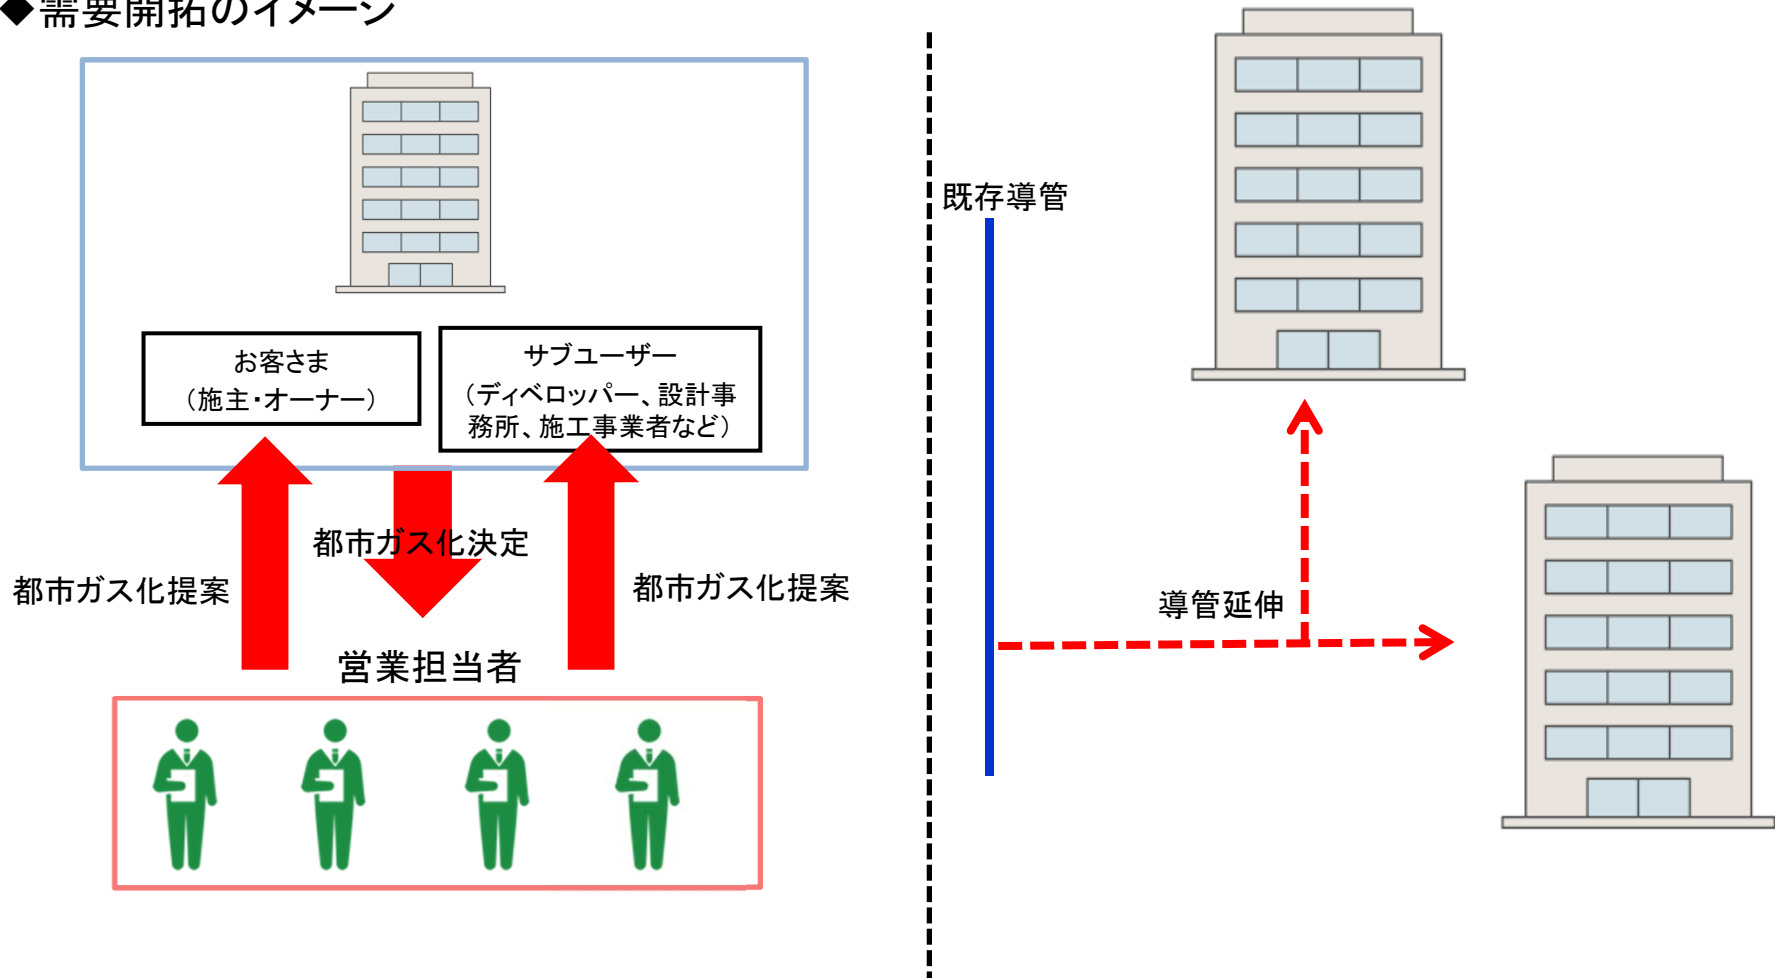 ◆需要開拓のイメージ
お客さま
（施主・オーナー）
サブユーザー
（ディベロッパー、設計事
務所、施工事業者など）
都市ガス化決定
都市ガス化提案
都市ガス化提案
営業担当者
既存導管
導管延伸